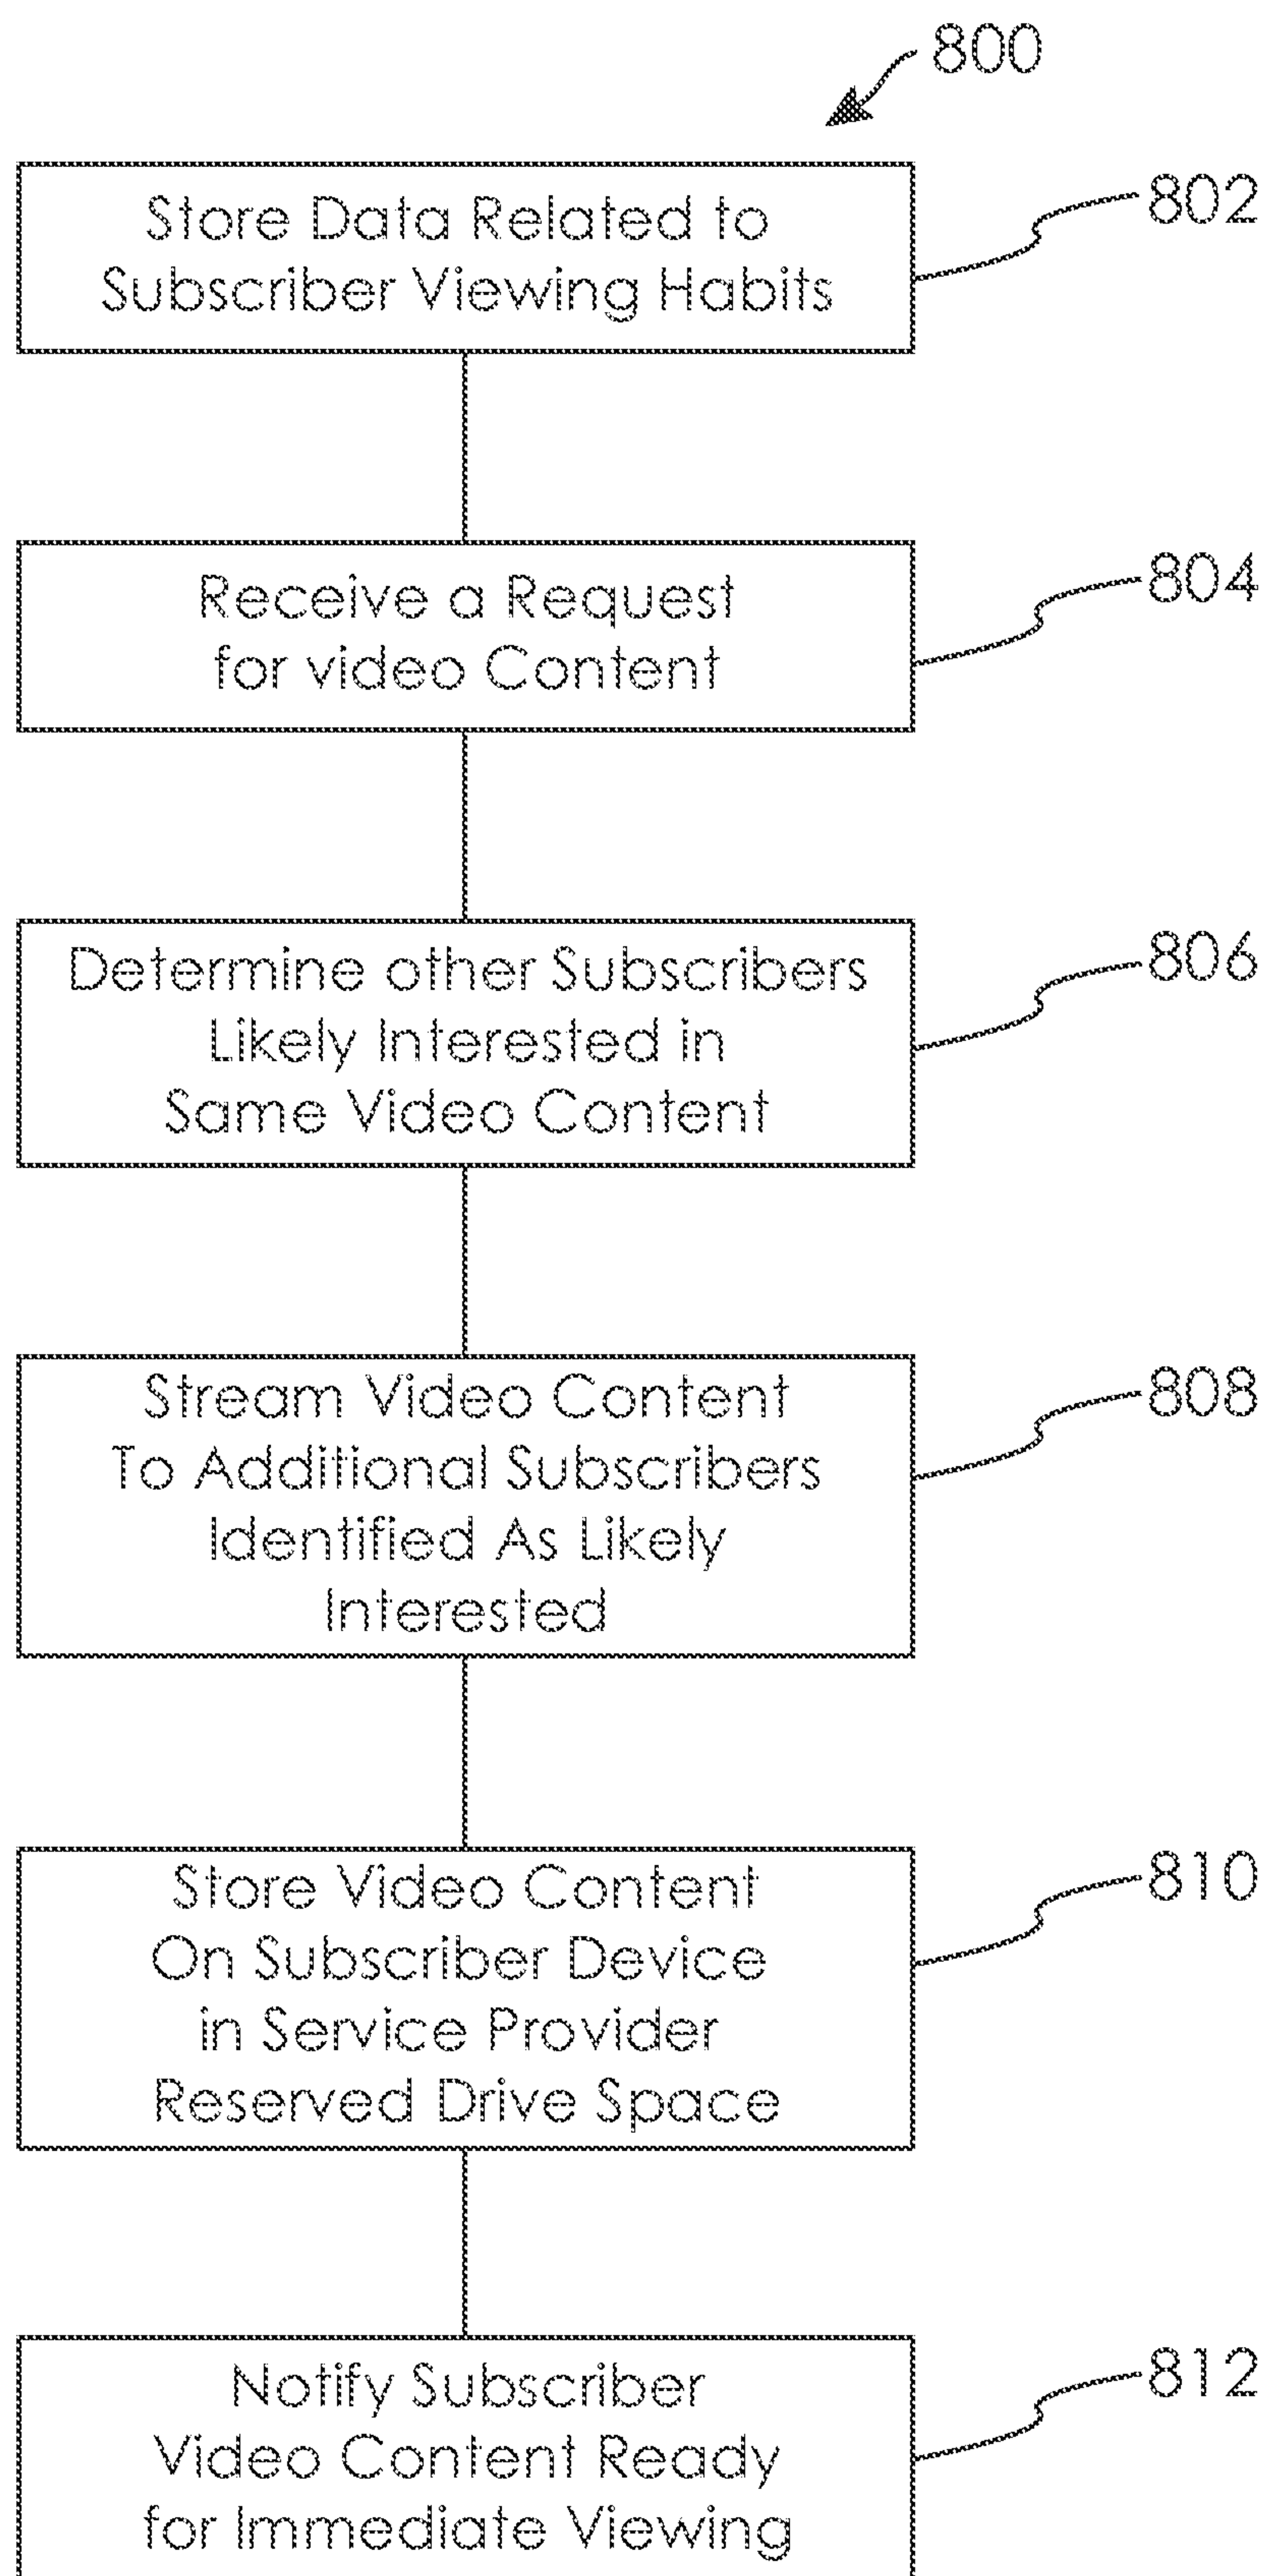 800
Store Data Related to
Subscriber Viewing Habits
802
Receive a Request
for video Content
804
Determine other Subscribers
Likely Interested in
Same Video Content
806
Stream Video Content
To Additional Subscribers
Identified As Likely
Interested
808
Store Video Content
On Subscriber Device
in Service Provider
Reserved Drive Space
810
Notify Subscriber
Video Content Ready
for Immediate Viewing
812